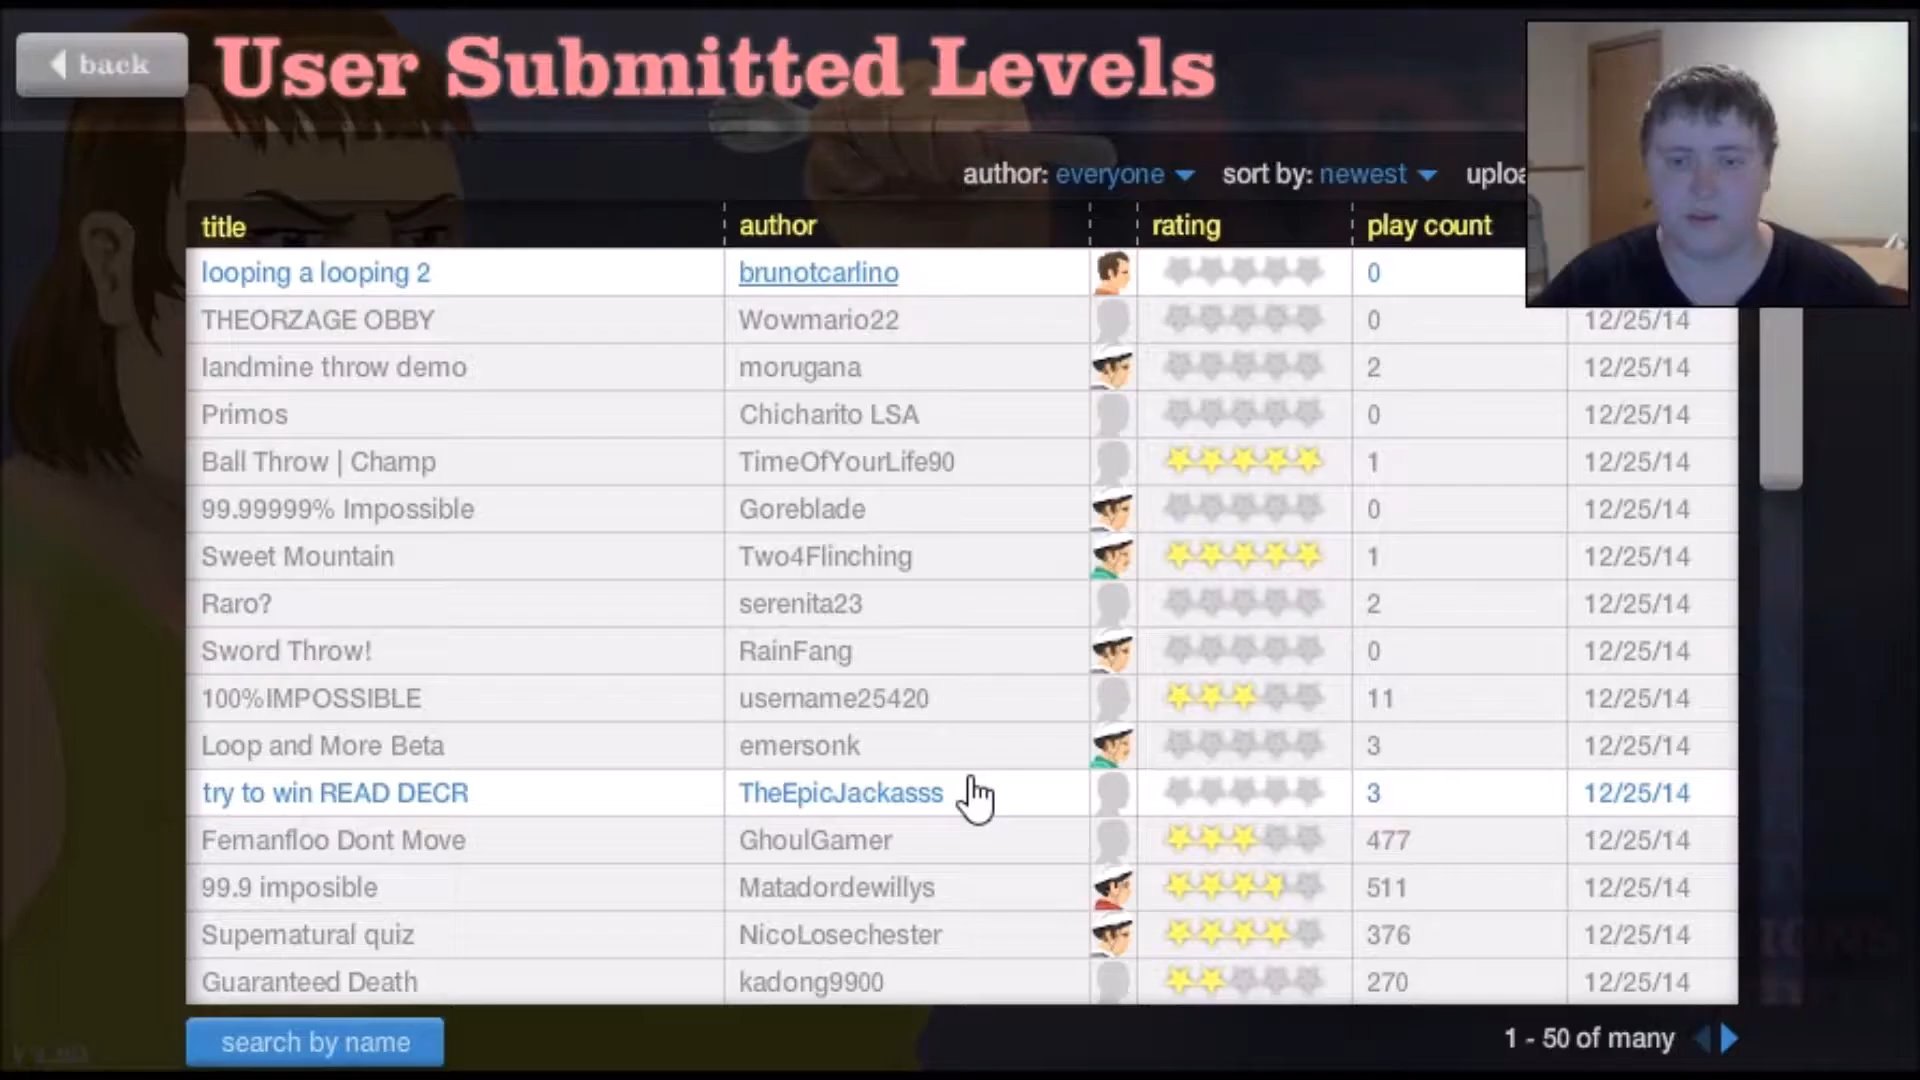 back
User Submitted Levels
author: everyone sort by: newest
title author rating play count
looping a looping 2 brunotcarlino 0
THEORZAGE OBBY Wowmario22 0 12/25/14
landmine throw demo morugana 2 12/25/14
Primos Chicharito LSA 0 12/25/14
Ball Throw | Champ TimeOfYourLife90 1 12/25/14
99.99999% Impossible Goreblade 0 12/25/14
Sweet Mountain Two4Flinching 1 12/25/14
Raro? serenita23 2 12/25/14
Sword Throw! RainFang 0 12/25/14
100%IMPOSSIBLE username25420 11 12/25/14
Loop and More Beta emersonk 3 12/25/14
try to win READ DECR TheEpicJackasss 3 12/25/14
Fernanfloo Dont Move GhoulGamer 477 12/25/14
99.9 imposible Matadordewillys 511 12/25/14
Supernatural quiz NicoLosechester 376 12/25/14
Guaranteed Death kadong9900 270 12/25/14
search by name 1 - 50 of many